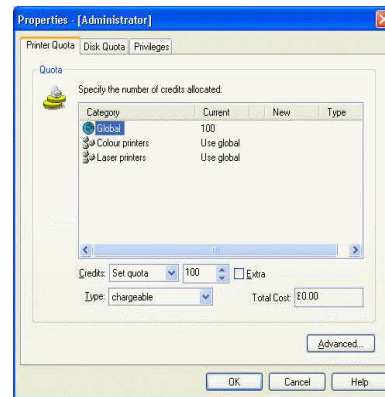 Properties - [Administrator]
Printer Quota Disk Quota Privileges
Quota
Specify the number of credits allocated:
Category Current New Type
Global 100
Colour printers Use global
Laser printers Use global
Credits: Set quota 100 Extra
Type: chargeable Total Cost: £0.00
Advanced...
OK Cancel Help